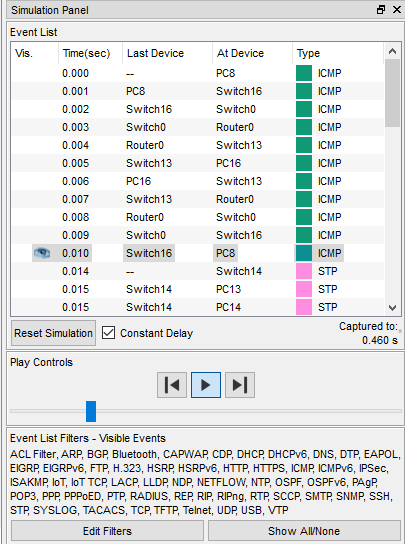 Simulation Panel
Event List
Vis. Time(sec) Last Device At Device Type
0.000 -- PC8 ICMP
0.001 PC8 Switch16 ICMP
0.002 Switch16 Switch0 ICMP
0.003 Switch0 Router0 ICMP
0.004 Router0 Switch13 ICMP
0.005 Switch13 PC16 ICMP
0.006 PC16 Switch13 ICMP
0.007 Switch13 Router0 ICMP
0.008 Router0 Switch0 ICMP
0.009 Switch0 Switch16 ICMP
0.010 Switch16 PC8 ICMP
0.014 -- Switch14 STP
0.015 Switch14 PC13 STP
0.015 Switch14 PC14 STP
Reset Simulation Constant Delay Captured to:
0.460 s
Play Controls
Event List Filters - Visible Events
ACL Filter, ARP, BGP, Bluetooth, CAPWAP, CDP, DHCP, DHCPv6, DNS, DTP, EAPOL,
EIGRP, EIGRPv6, FTP, H.323, HSRP, HSRPv6, HTTP, HTTPS, ICMP, ICMPv6, IPSec,
ISAKMP, IoT, IoT TCP, LACP, LLDP, NDP, NETFLOW, NTP, OSPF, OSPFv6, PAgP,
POP3, PPP, PPPoED, PTP, RADIUS, REP, RIP, RIPng, RTP, SCCP, SMTP, SNMP, SSH,
STP, SYSLOG, TACACS, TCP, TFTP, Telnet, UDP, USB, VTP
Edit Filters Show All/None